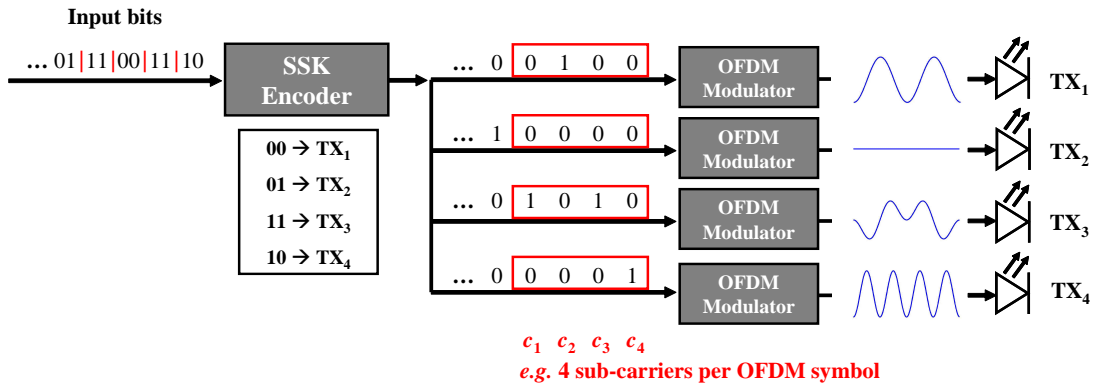 Input bits
... 01|11|00|11|10
SSK
Encoder
00 → TX1
01 → TX2
11 → TX3
10 → TX4
... 0 0 1 0 0
OFDM
Modulator
TX1
... 1 0 0 0 0
OFDM
Modulator
TX2
... 0 1 0 1 0
OFDM
Modulator
TX3
... 0 0 0 0 1
OFDM
Modulator
TX4
c1 c2 c3 c4
e.g. 4 sub-carriers per OFDM symbol